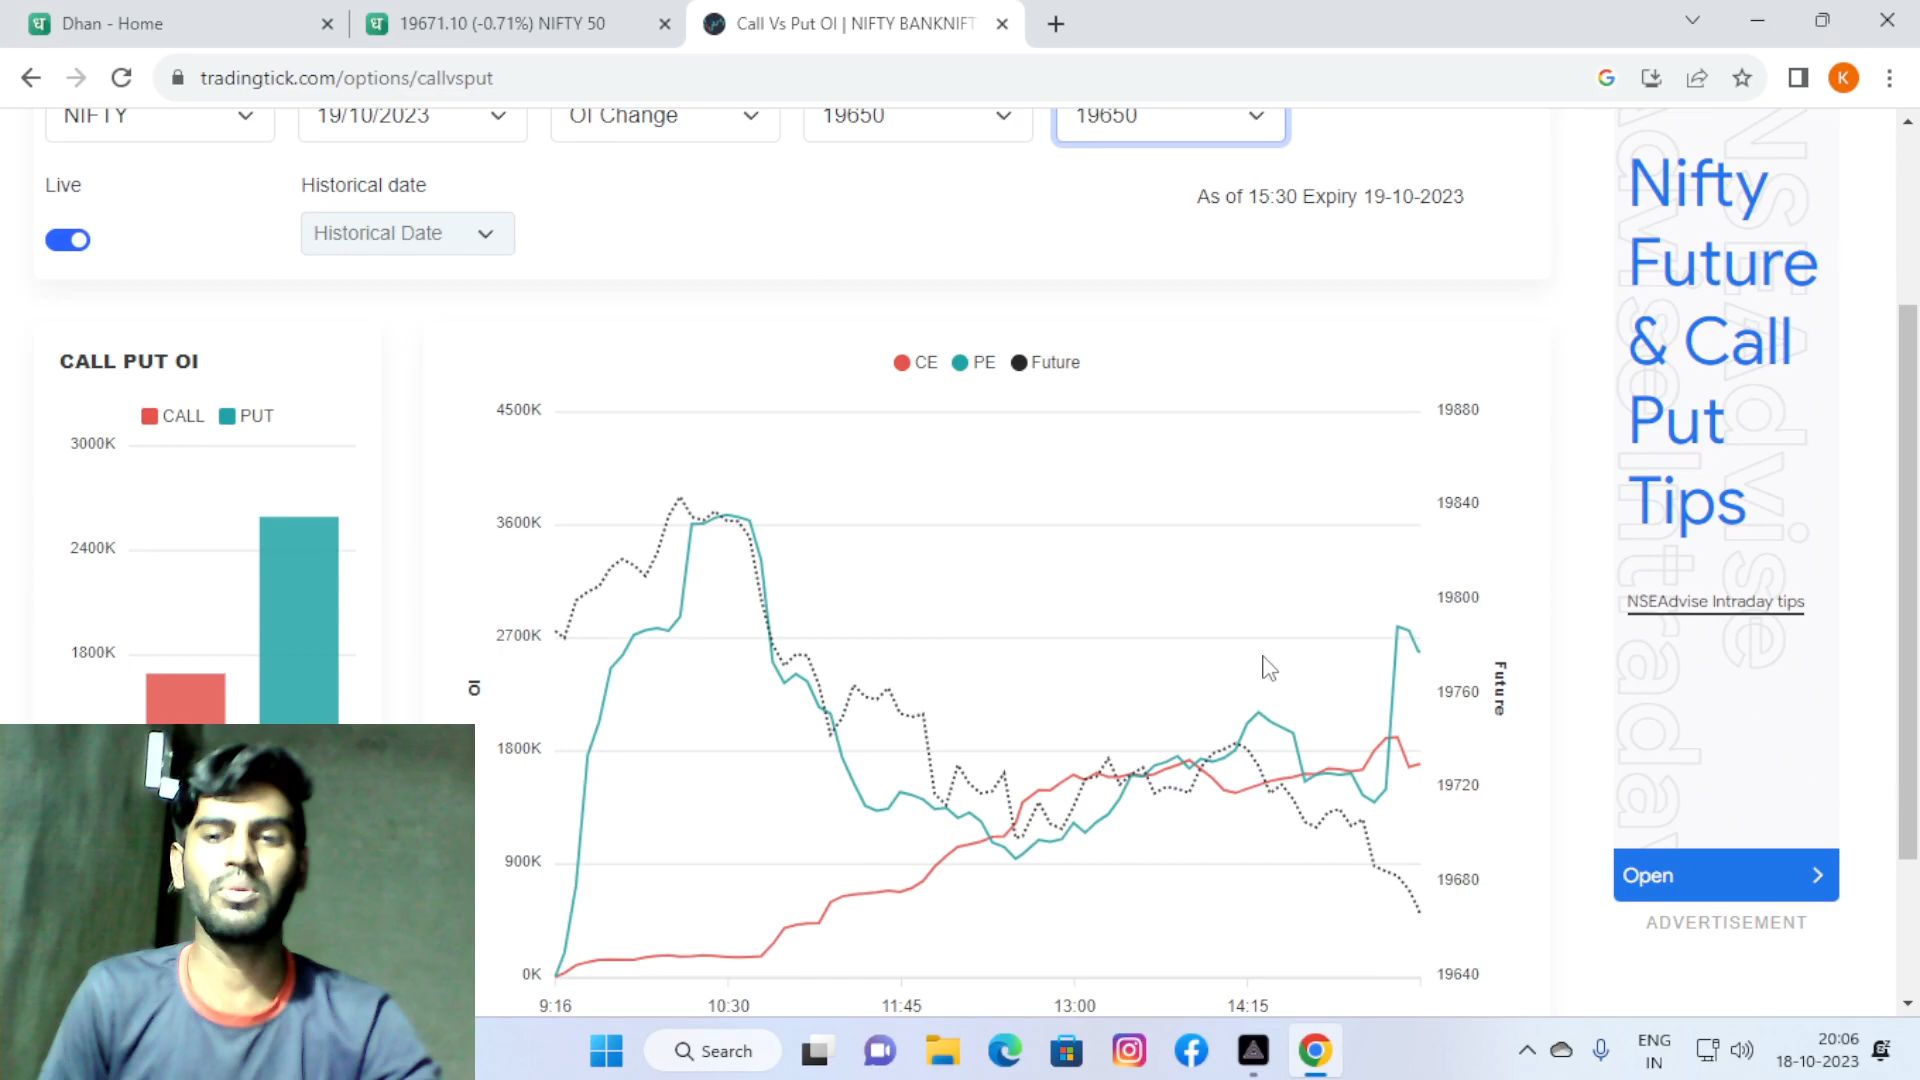 Dhan - Home
19671.10 (-0.71%) NIFTY 50
Call Vs Put OI | NIFTY BANKNIFT
tradingtick.com/options/callvsput
K
NIFTY
19/10/2023
OI Change
19650
19650
Live
Historical date
Historical Date
As of 15:30 Expiry 19-10-2023
CALL PUT OI
CALL PUT
3000K
2400K
1800K
CE PE Future
4500K
3600K
2700K
1800K
900K
0K
OI
19880
19840
19800
19760
19720
19680
19640
Future
9:16 10:30 11:45 13:00 14:15
Nifty
Future
& Call
Put
Tips
NSEAdvise Intraday tips
Open
ADVERTISEMENT
Search
ENG
IN
20:06
18-10-2023